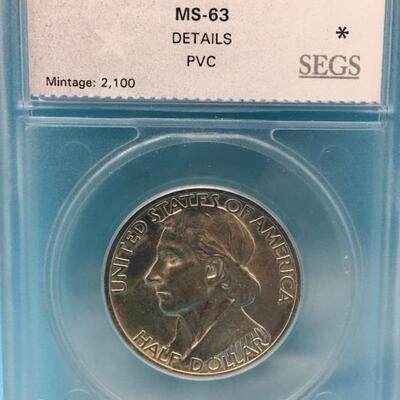 MS-63
DETAILS
PVC
*
SEGS
Mintage: 2,100
UNITED STATES OF AMERICA
HALF DOLLAR